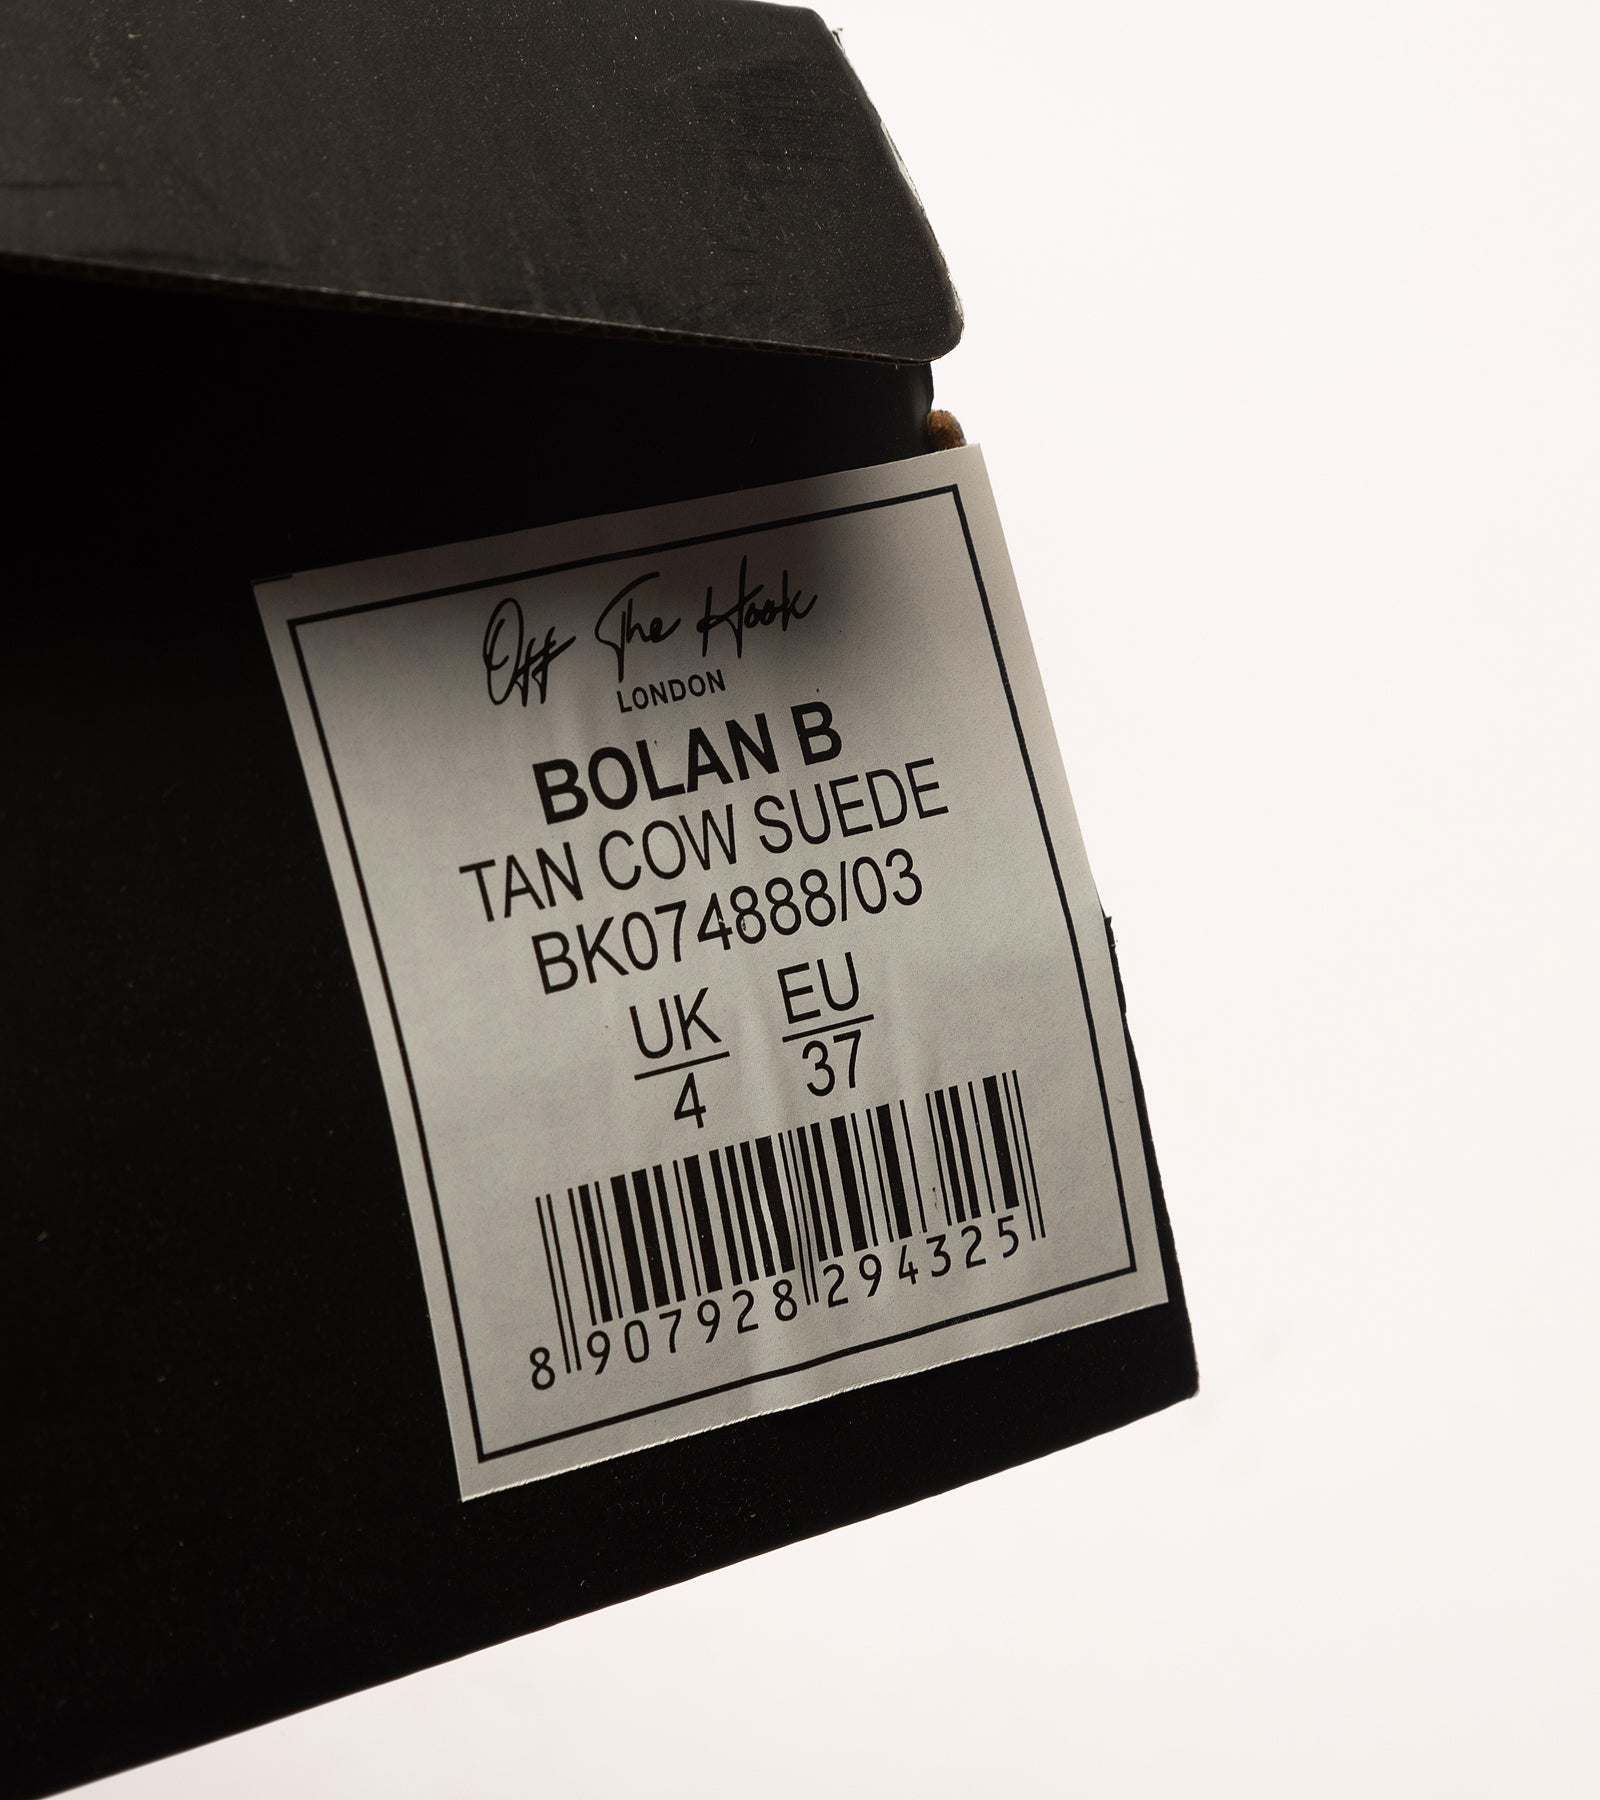 Off The Hook
LONDON
BOLAN B
TAN COW SUEDE
BK074888/03
UK EU
4 37
8 907928 294325